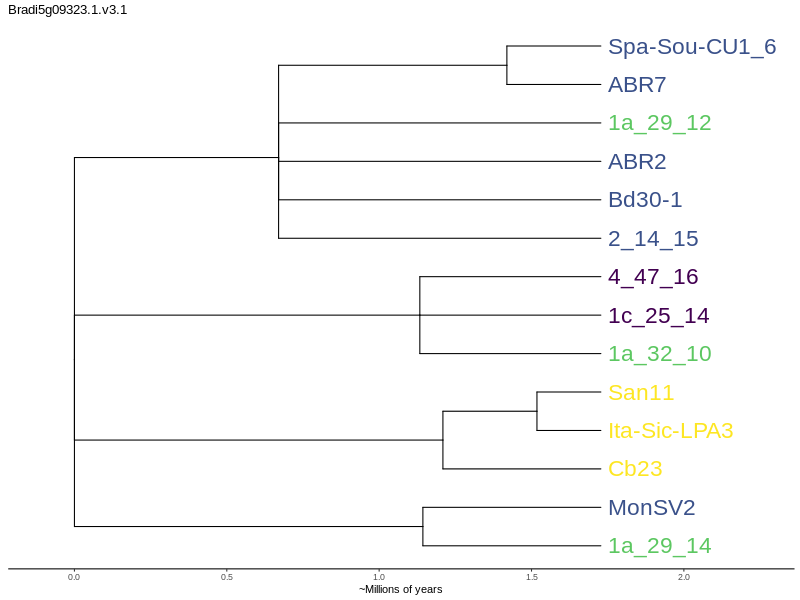 Bradi5g09323.1.v3.1
Spa-Sou-CU1_6
ABR7
1a_29_12
ABR2
Bd30-1
2_14_15
4_47_16
1c_25_14
1a_32_10
San11
Ita-Sic-LPA3
Cb23
MonSV2
1a_29_14
0.0 0.5 1.0 1.5 2.0
~Millions of years